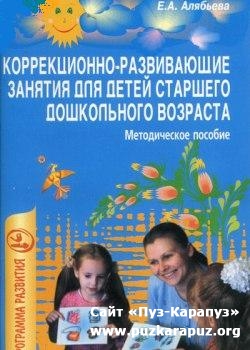 Е.А. Алябьева
КОРРЕКЦИОННО-РАЗВИВАЮЩИЕ
ЗАНЯТИЯ ДЛЯ ДЕТЕЙ СТАРШЕГО
ДОШКОЛЬНОГО ВОЗРАСТА
Методическое пособие
ПРОГРАММА РАЗВИТИЯ
Сайт «Пуз-Карапуз»
www.puzkarapuz.org